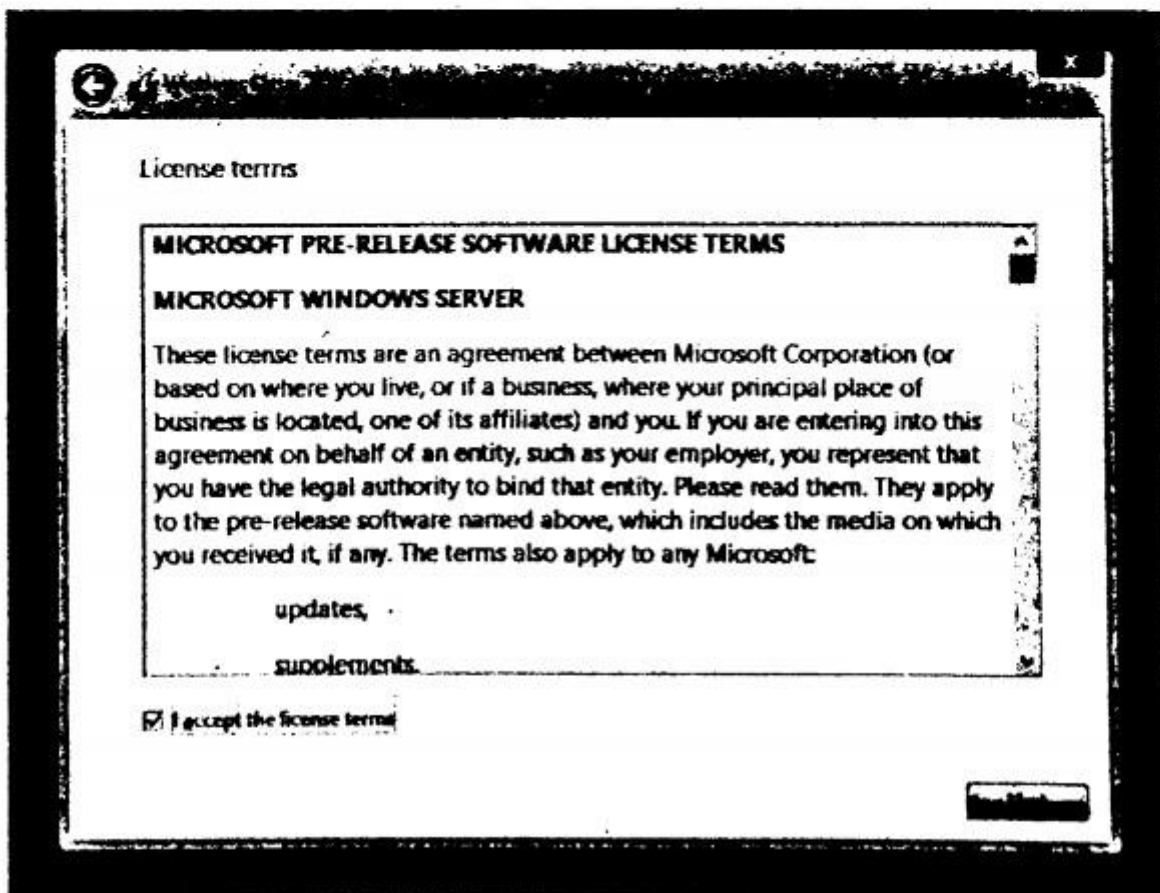 License terms
MICROSOFT PRE-RELEASE SOFTWARE LICENSE TERMS
MICROSOFT WINDOWS SERVER
These license terms are an agreement between Microsoft Corporation (or
based on where you live, or if a business, where your principal place of
business is located, one of its affiliates) and you. If you are entering into this
agreement on behalf of an entity, such as your employer, you represent that
you have the legal authority to bind that entity. Please read them. They apply
to the pre-release software named above, which includes the media on which
you received it, if any. The terms also apply to any Microsoft:
updates,
supplements,
I accept the license terms